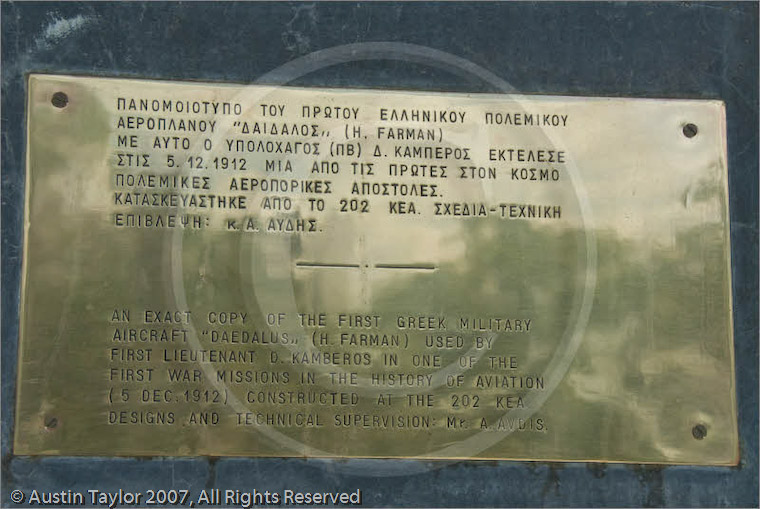 ΠΑΝΟΜΟΙΟΤΥΠΟ ΤΟΥ ΠΡΩΤΟΥ ΕΛΛΗΝΙΚΟΥ ΠΟΛΕΜΙΚΟΥ
ΑΕΡΟΠΛΑΝΟΥ "ΔΑΙΔΑΛΟΣ„ (H. FARMAN)
ΜΕ ΑΥΤΟ Ο ΥΠΟΛΟΧΑΓΟΣ (ΠΒ) Δ. ΚΑΜΠΕΡΟΣ ΕΚΤΕΛΕΣΕ
ΣΤΙΣ 5.12.1912 ΜΙΑ ΑΠΟ ΤΙΣ ΠΡΩΤΕΣ ΣΤΟΝ ΚΟΣΜΟ
ΠΟΛΕΜΙΚΕΣ ΑΕΡΟΠΟΡΙΚΕΣ ΑΠΟΣΤΟΛΕΣ.
ΚΑΤΑΣΚΕΥΑΣΤΗΚΕ ΑΠΟ ΤΟ 202 ΚΕΑ. ΣΧΕΔΙΑ-ΤΕΧΝΙΚΗ
ΕΠΙΒΛΕΨΗ: Κ. Α. ΑΥΔΗΣ.
AN EXACT COPY OF THE FIRST GREEK MILITARY
AIRCRAFT "DAEDALUS„ (H. FARMAN) USED BY
FIRST LIEUTENANT D. KAMBEROS IN ONE OF THE
FIRST WAR MISSIONS IN THE HISTORY OF AVIATION
(5 DEC.1912) CONSTRUCTED AT THE 202 KEA
DESIGNS AND TECHNICAL SUPERVISION: Mr. A. AVDIS.
© Austin Taylor 2007, All Rights Reserved